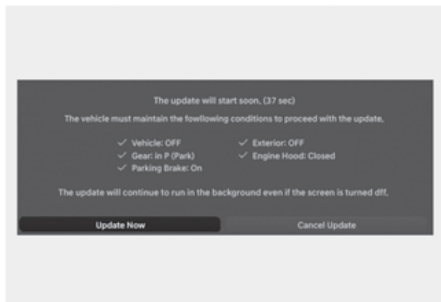 The update will start soon, (37 sec)
The vehicle must maintain the fowllowing conditions to proceed with the update,
✓ Vehicle: OFF ✓ Exterior: OFF
✓ Gear: in P (Park) ✓ Engine Hood: Closed
✓ Parking Brake: On
The update will continue to run in the background even if the screen is turned dff,
Update Now Cancel Update